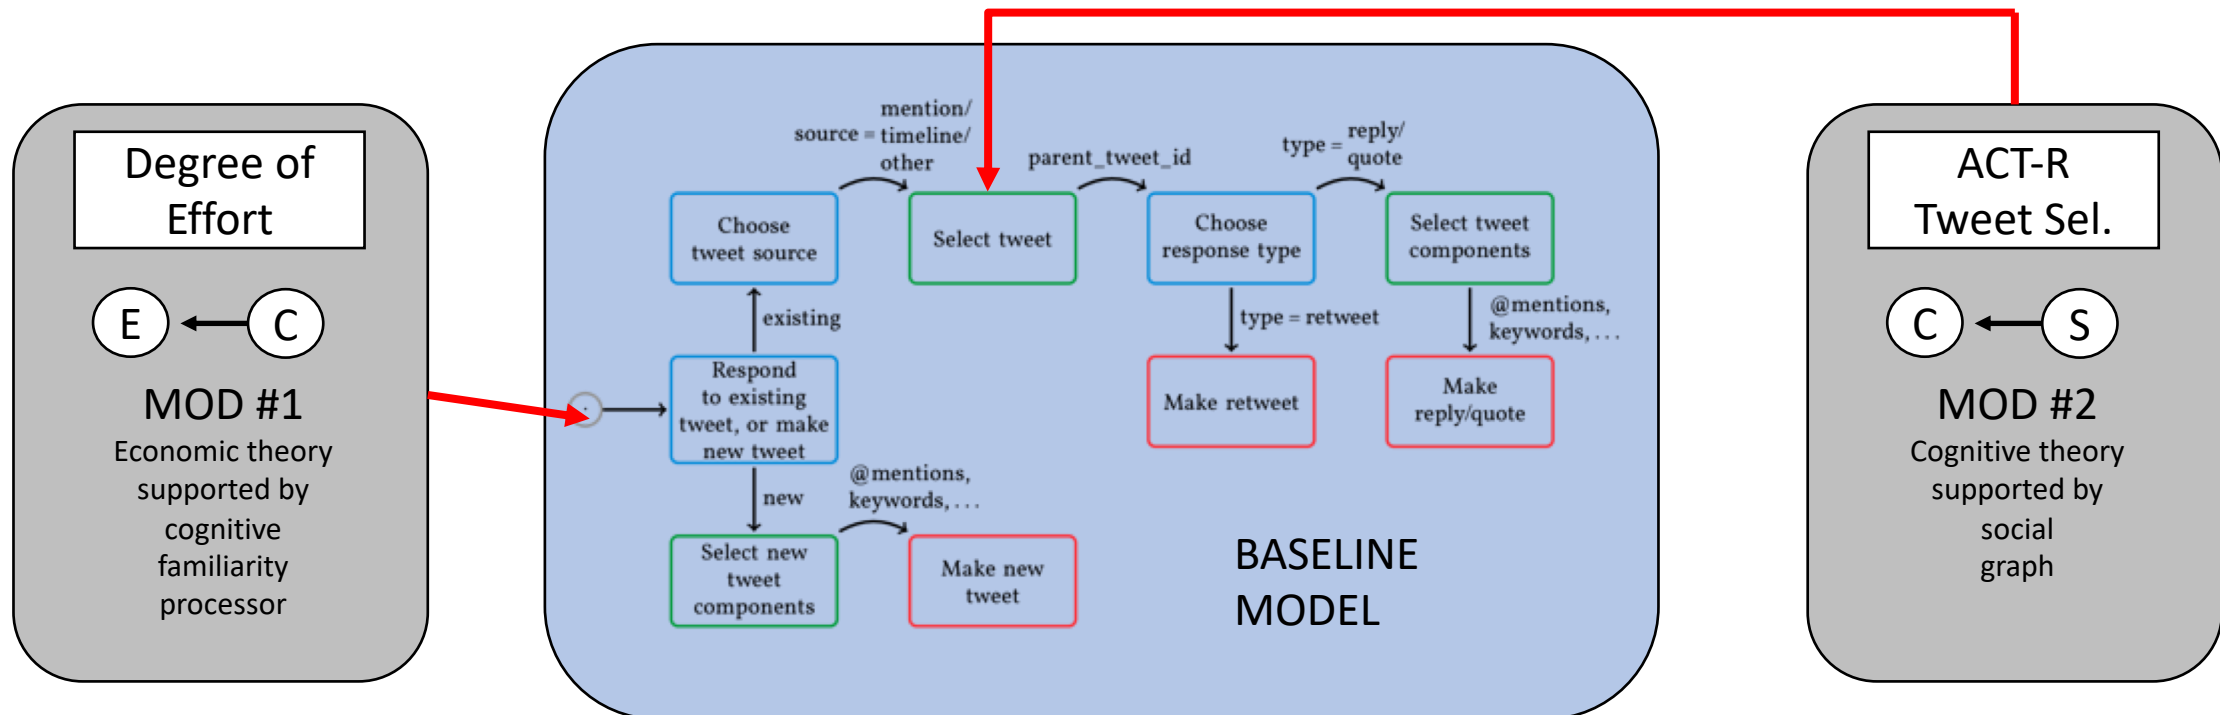 Degree of
Effort
E
C
MOD #1
Economic theory
supported by
cognitive
familiarity
processor
source =
mention/
timeline/
other
parent_tweet_id
type =
reply/
quote
Choose
tweet source
Select tweet
Choose
response type
Select tweet
components
existing
type = retweet
@mentions,
keywords, . . .
Respond
to existing
tweet, or make
new tweet
Make retweet
Make
reply/quote
new
@mentions,
keywords, . . .
Select new
tweet
components
Make new
tweet
BASELINE
MODEL
ACT-R
Tweet Sel.
C
S
MOD #2
Cognitive theory
supported by
social
graph